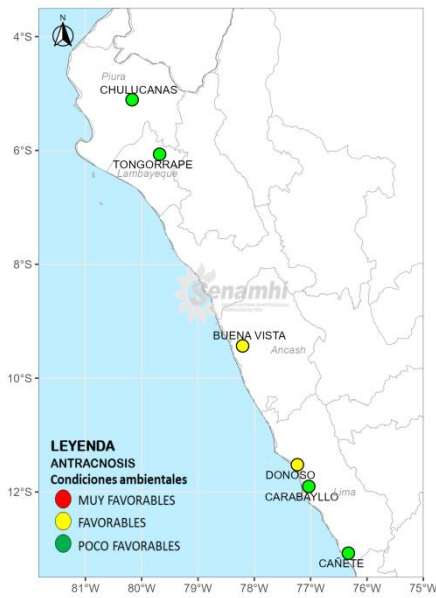 N
4°S
Piura
CHULUCANAS
6°S
TONGORRAPE
Lambayeque
8°S
Senamhi
BUENA VISTA
Ancash
10°S
LEYENDA
ANTRACNOSIS
Condiciones ambientales
MUY FAVORABLES
FAVORABLES
POCO FAVORABLES
DONOSO
CARABAYLLO
Lima
12°S
CAÑETE
81°W
80°W
79°W
78°W
77°W
76°W
75°W